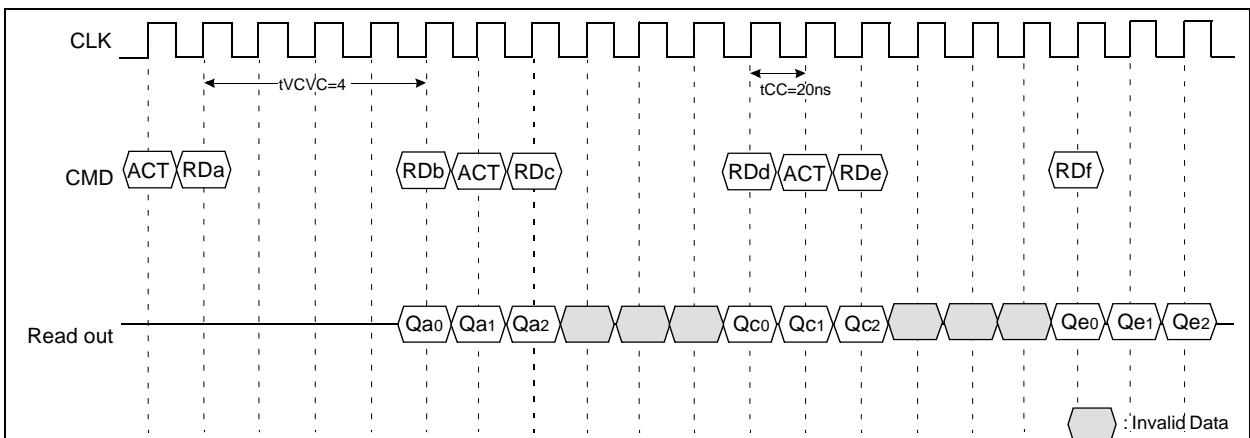 CLK
tVCVC=4
tCC=20ns
CMD ACT RDa RDb ACT RDc RDd ACT RDe RDf
Read out Qa0 Qa1 Qa2 Qc0 Qc1 Qc2 Qe0 Qe1 Qe2
: Invalid Data